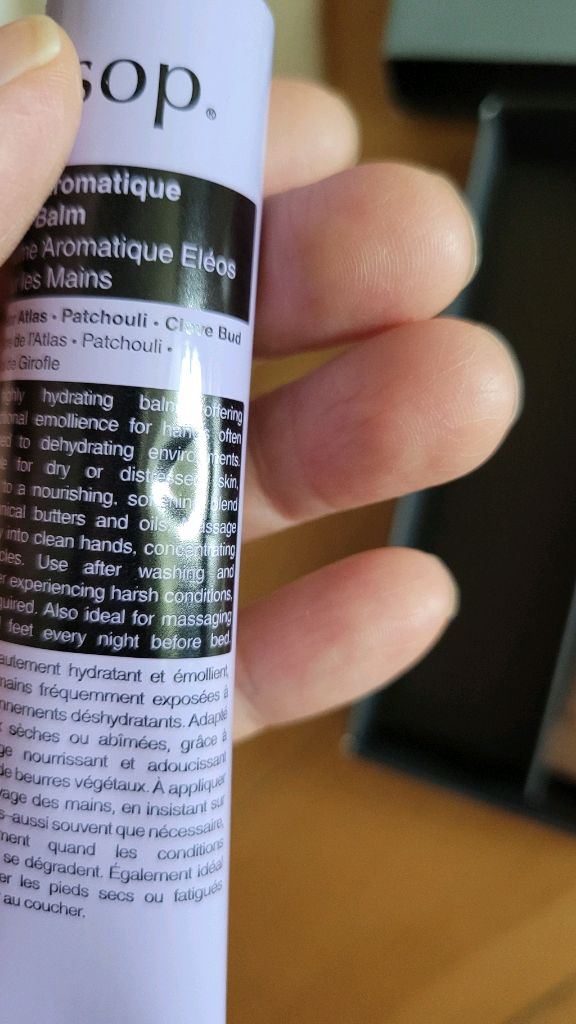 sop.®
romatique
Balm
Aromatique Eléos
les Mains
Atlas • Patchouli • Clove Bud
de l'Atlas • Patchouli •
de Girofle
hydrating balm offering
emollience for hands often
to dehydrating environments.
for dry or distressed skin,
to a nourishing, softening blend
butters and oils. Massage
into clean hands, concentrating
Use after washing and
experiencing harsh conditions,
Also ideal for massaging
feet every night before bed.
hydratant et émollient,
mains fréquemment exposées à
déshydratants. Adapté
sèches ou abîmées, grâce à
nourrissant et adoucissant
de beurres végétaux. À appliquer
des mains, en insistant sur
aussi souvent que nécessaire,
quand les conditions
se dégradent. Également idéal
les pieds secs ou fatigués
au coucher.